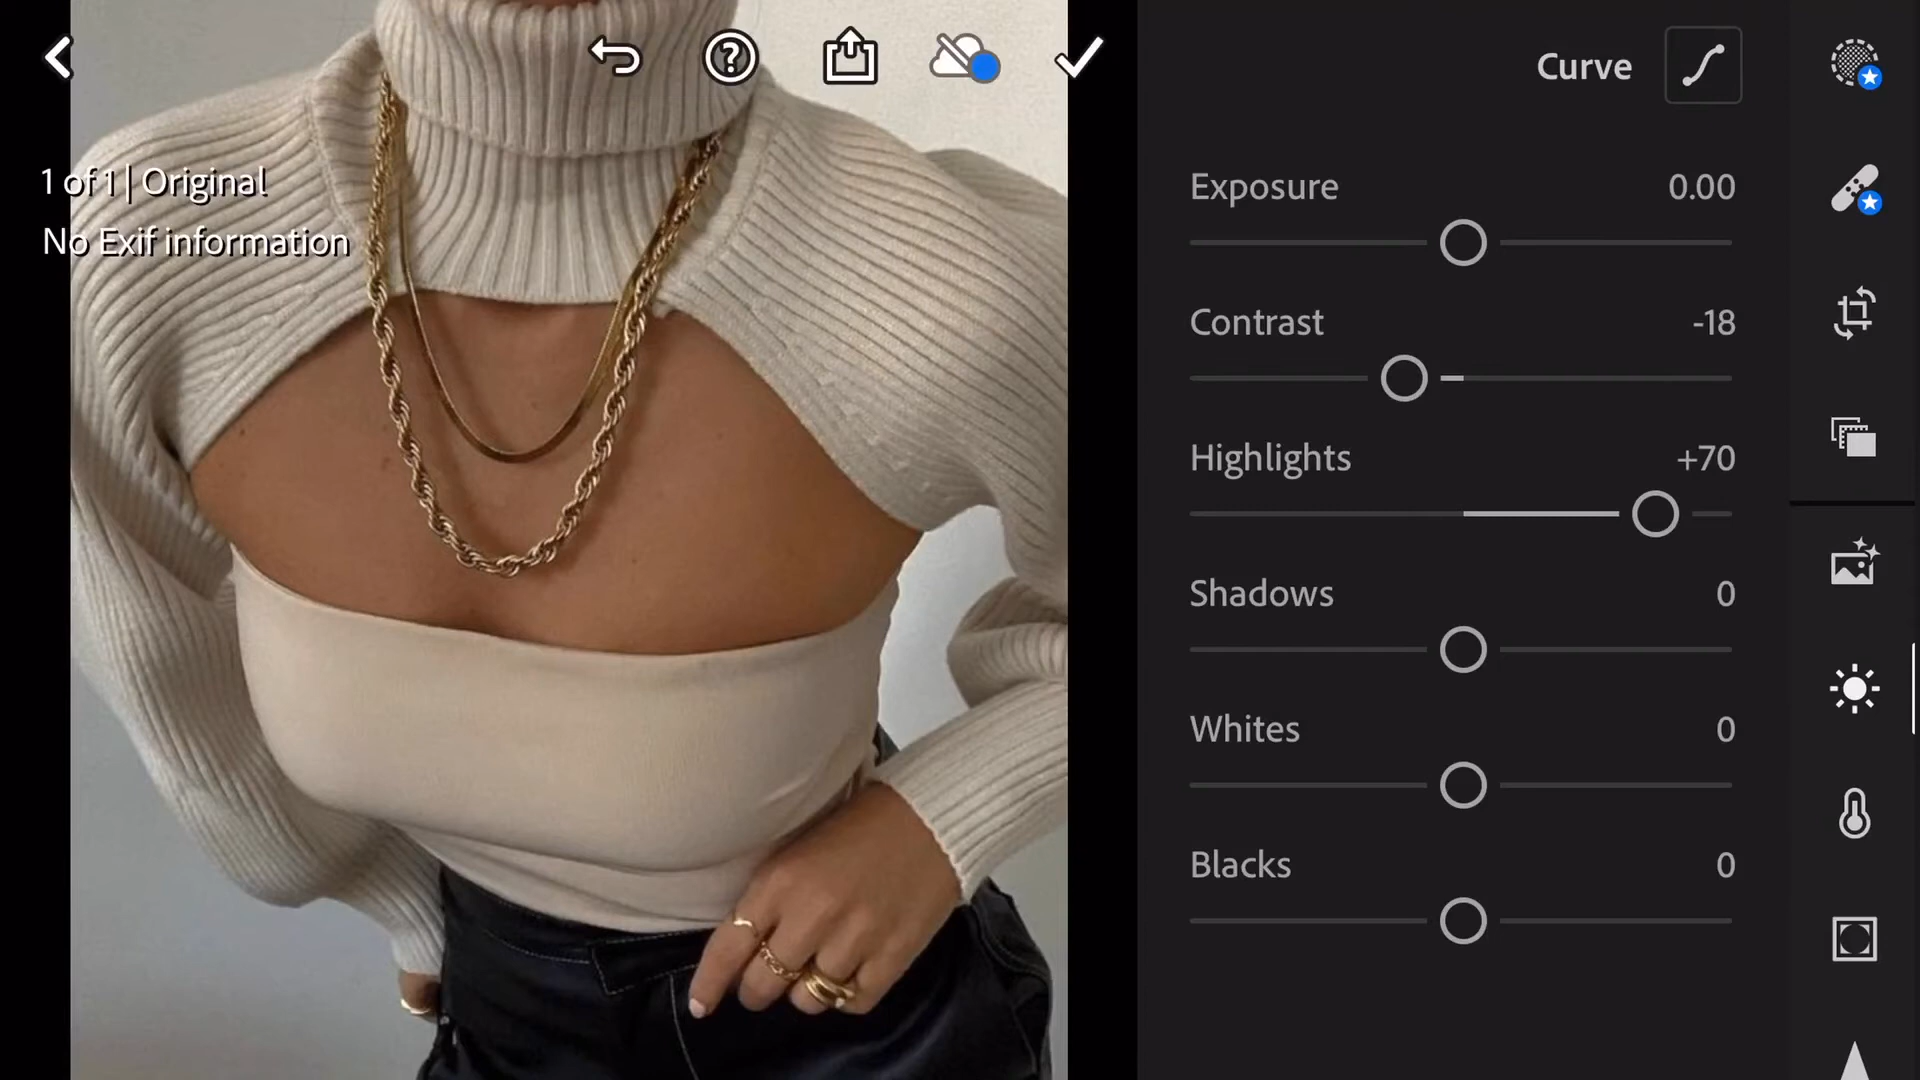 1 of 1 | Original
No Exif information
Curve
Exposure 0.00
Contrast -18
Highlights +70
Shadows 0
Whites 0
Blacks 0